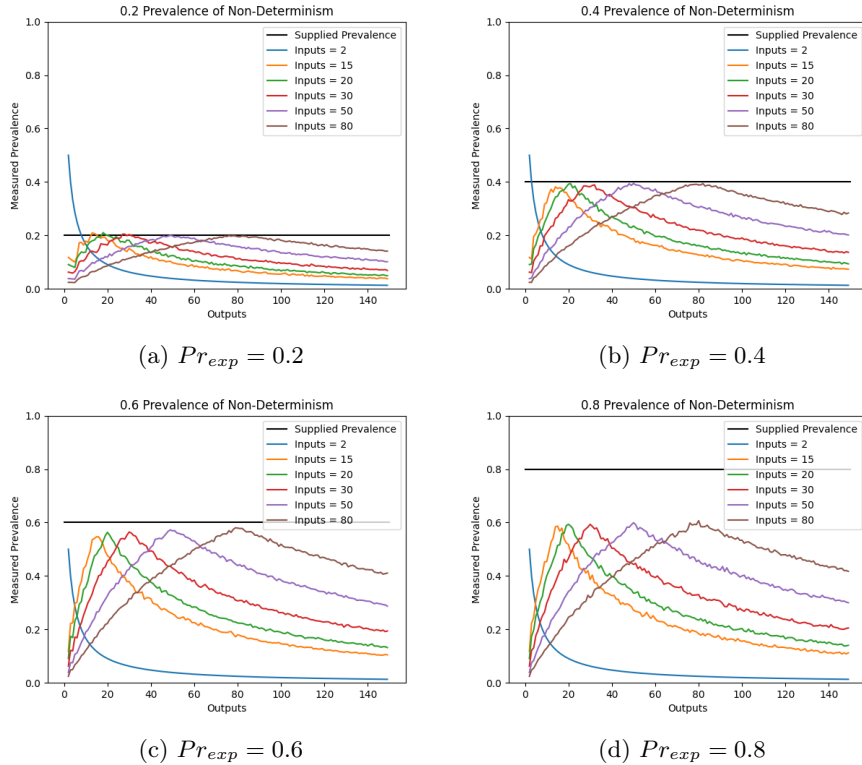 0.2 Prevalence of Non-Determinism
1.0
0.8
0.6
0.4
0.2
0.0
Measured Prevalence
0 20 40 60 80 100 120 140
Outputs
Supplied Prevalence
Inputs = 2
Inputs = 15
Inputs = 20
Inputs = 30
Inputs = 50
Inputs = 80
(a) Pr_exp = 0.2
0.4 Prevalence of Non-Determinism
1.0
0.8
0.6
0.4
0.2
0.0
Measured Prevalence
0 20 40 60 80 100 120 140
Outputs
Supplied Prevalence
Inputs = 2
Inputs = 15
Inputs = 20
Inputs = 30
Inputs = 50
Inputs = 80
(b) Pr_exp = 0.4
0.6 Prevalence of Non-Determinism
1.0
0.8
0.6
0.4
0.2
0.0
Measured Prevalence
0 20 40 60 80 100 120 140
Outputs
Supplied Prevalence
Inputs = 2
Inputs = 15
Inputs = 20
Inputs = 30
Inputs = 50
Inputs = 80
(c) Pr_exp = 0.6
0.8 Prevalence of Non-Determinism
1.0
0.8
0.6
0.4
0.2
0.0
Measured Prevalence
0 20 40 60 80 100 120 140
Outputs
Supplied Prevalence
Inputs = 2
Inputs = 15
Inputs = 20
Inputs = 30
Inputs = 50
Inputs = 80
(d) Pr_exp = 0.8